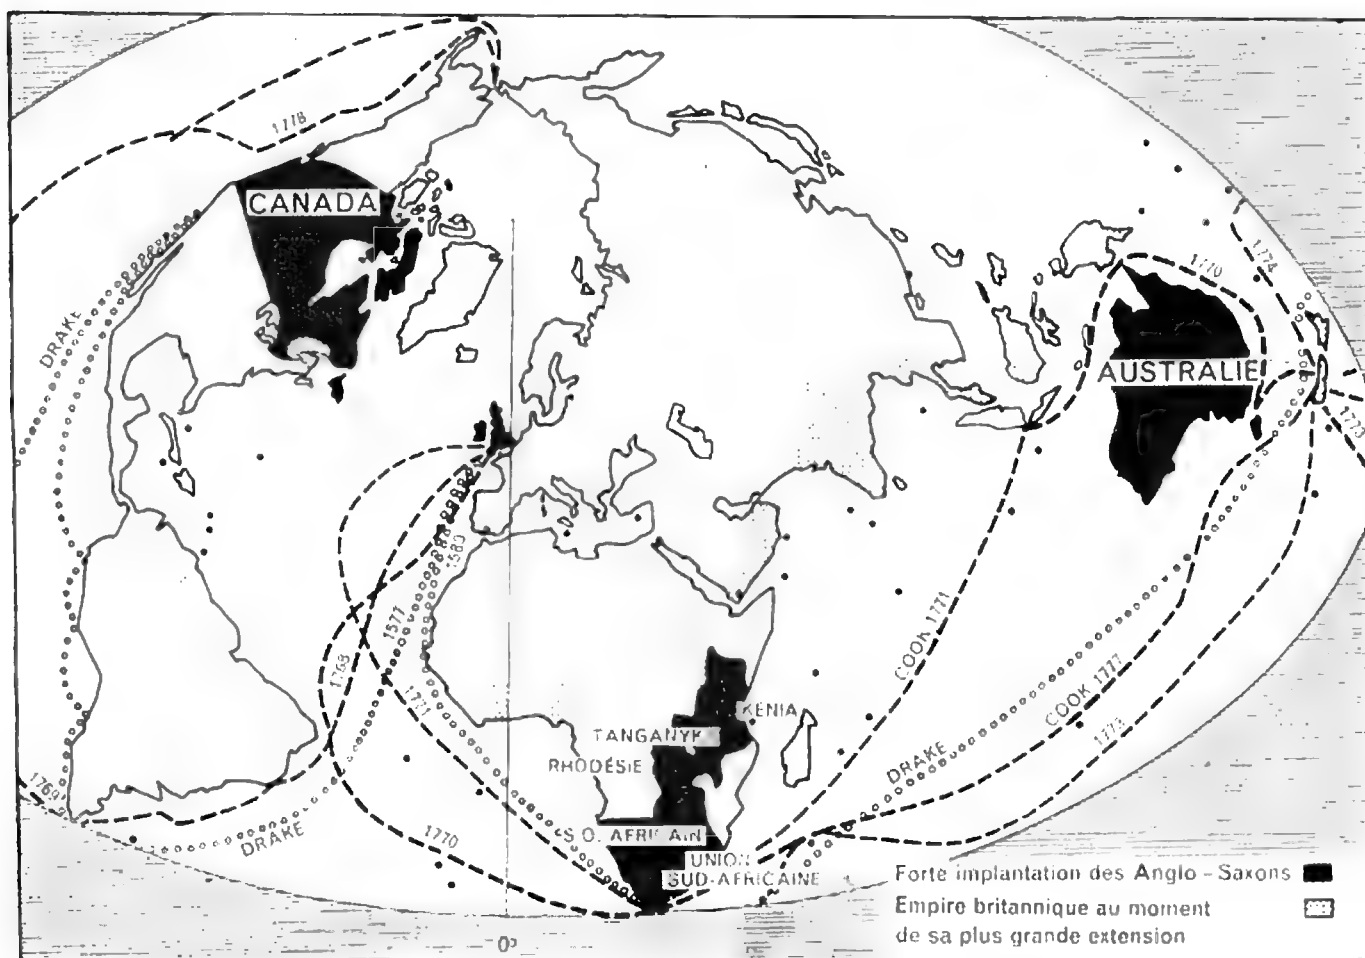 1778
CANADA
1770
1774
DRAKE
AUSTRALIE
1773
1580
1577
COOK 1771
1768
COOK 1777
1771
KENIA
TANGANYK
1773
RHODÉSIE
DRAKE
1769
S.O. AFRICAIN
1770
DRAKE
UNION
SUD-AFRICAINE
Forte implantation des Anglo-Saxons
Empire britannique au moment
de sa plus grande extension
0°